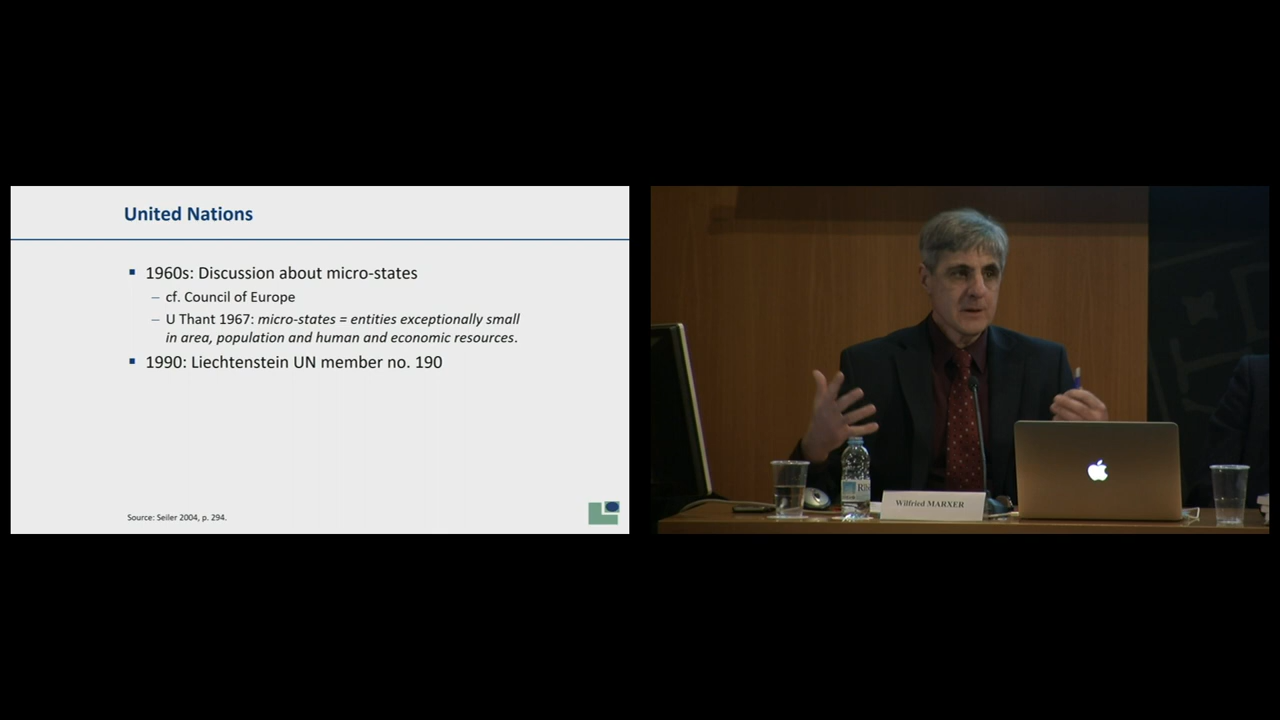 United Nations
1960s: Discussion about micro-states
– cf. Council of Europe
– U Thant 1967: micro-states = entities exceptionally small
in area, population and human and economic resources.
1990: Liechtenstein UN member no. 190
Source: Seiler 2004, p. 294.
Wilfried MARXER